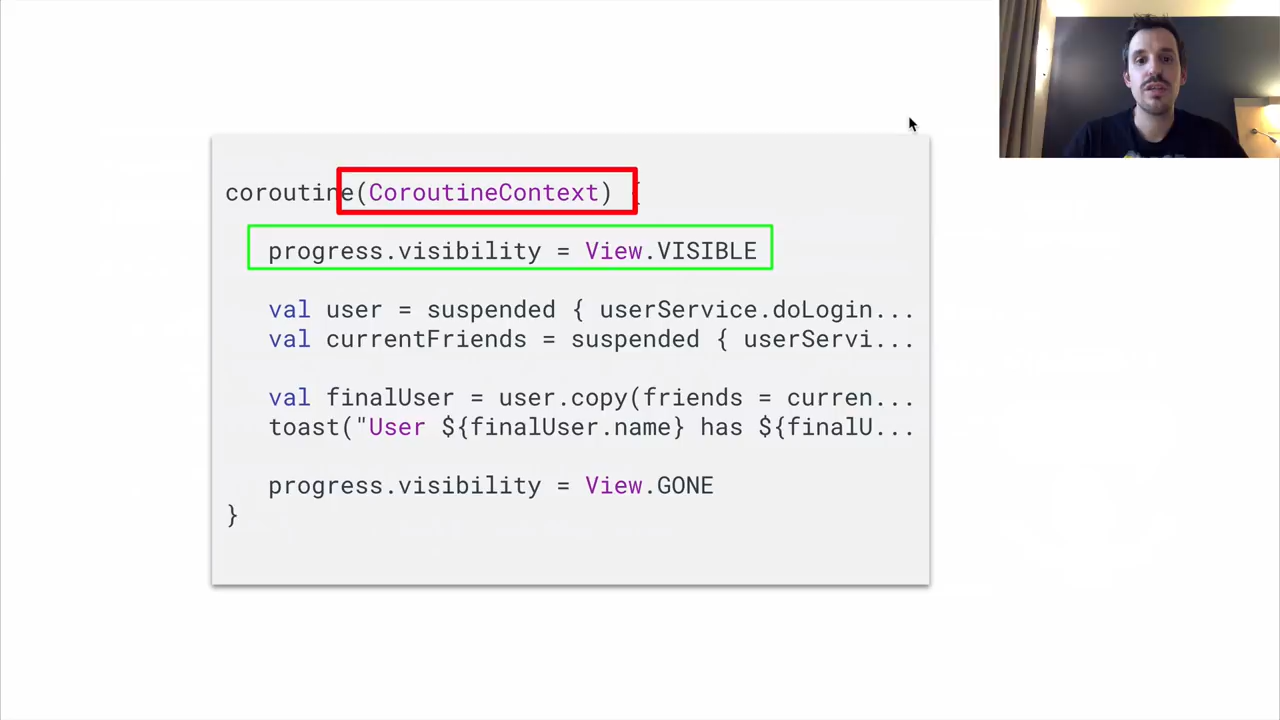 coroutine(CoroutineContext) {
progress.visibility = View.VISIBLE
val user = suspended { userService.doLogin...
val currentFriends = suspended { userServi...
val finalUser = user.copy(friends = curren...
toast("User ${finalUser.name} has ${finalU...
progress.visibility = View.GONE
}